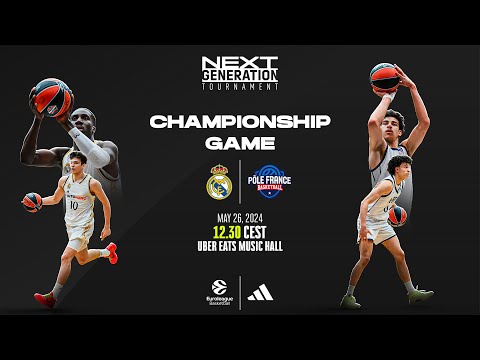 NEXT
GENERATION
TOURNAMENT
CHAMPIONSHIP
GAME
PÔLE FRANCE
BASKETBALL
MAY 26, 2024
12.30 CEST
UBER EATS MUSIC HALL
10
Euroleague
Basketball